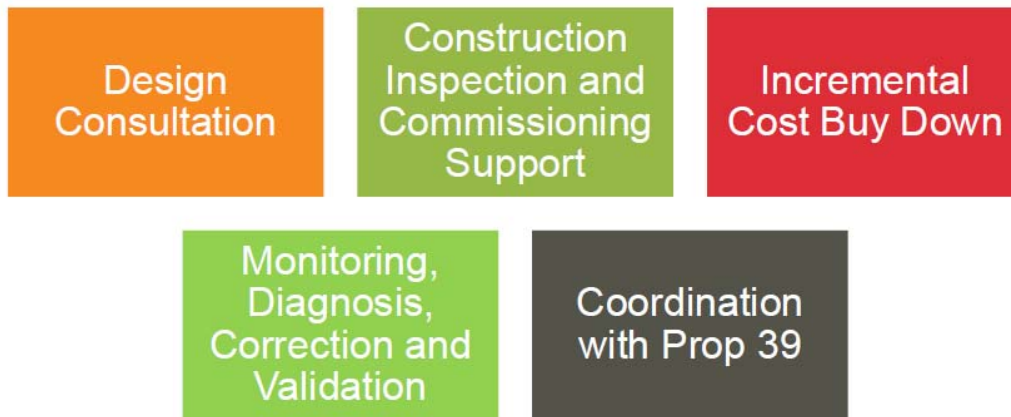 Design
Consultation
Construction
Inspection and
Commissioning
Support
Incremental
Cost Buy Down
Monitoring,
Diagnosis,
Correction and
Validation
Coordination
with Prop 39